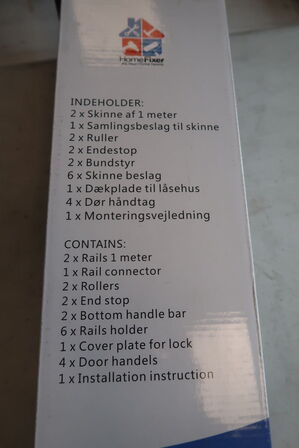 HomeFixer
INDEHOLDER:
2 x Skinne af 1 meter
1 x Samlingsbeslag til skinne
2 x Ruller
2 x Endestop
2 x Bundstyr
6 x Skinne beslag
1 x Dækplade til låsehus
4 x Dør håndtag
1 x Monteringsvejledning
CONTAINS:
2 x Rails 1 meter
1 x Rail connector
2 x Rollers
2 x End stop
2 x Bottom handle bar
6 x Rails holder
1 x Cover plate for lock
4 x Door handels
1 x Installation instruction